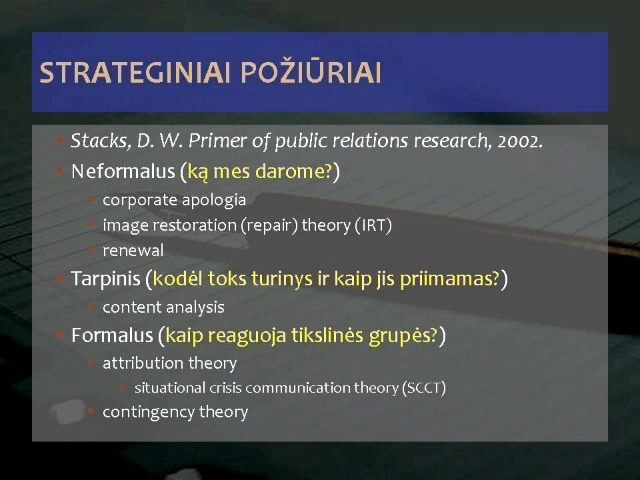 STRATEGINIAI POŽIŪRIAI
Stacks, D. W. Primer of public relations research, 2002.
Neformalus (ką mes darome?)
corporate apologia
image restoration (repair) theory (IRT)
renewal
Tarpinis (kodėl toks turinys ir kaip jis priimamas?)
content analysis
Formalus (kaip reaguoja tikslinės grupės?)
attribution theory
situational crisis communication theory (SCCT)
contingency theory